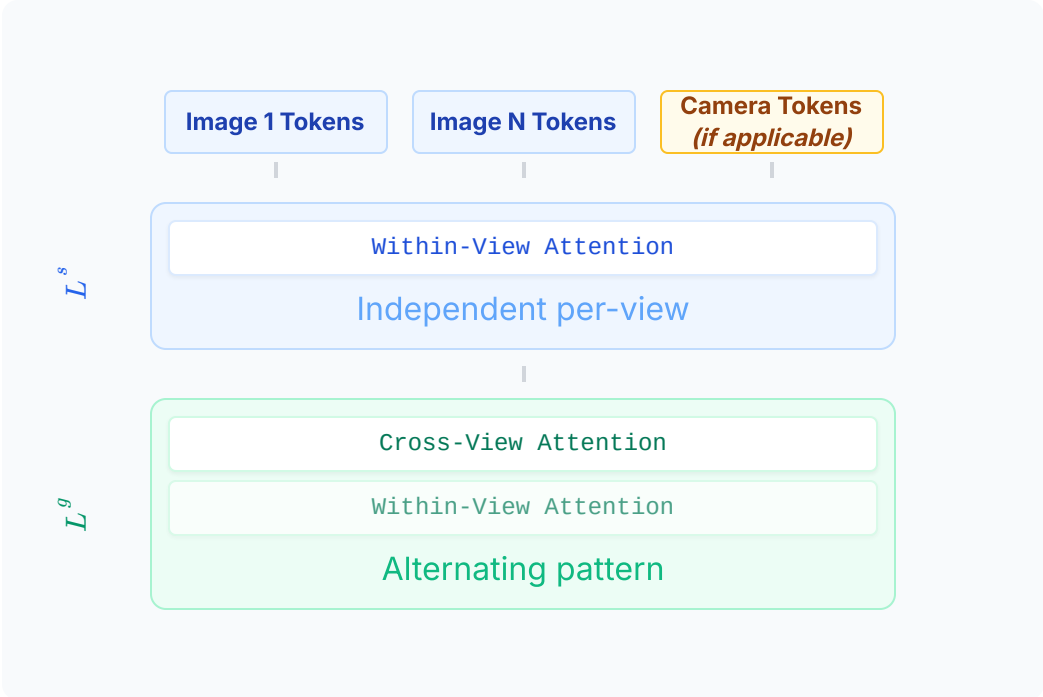 Image 1 Tokens
Image N Tokens
Camera Tokens
(if applicable)
L^s
Within-View Attention
Independent per-view
L^g
Cross-View Attention
Within-View Attention
Alternating pattern